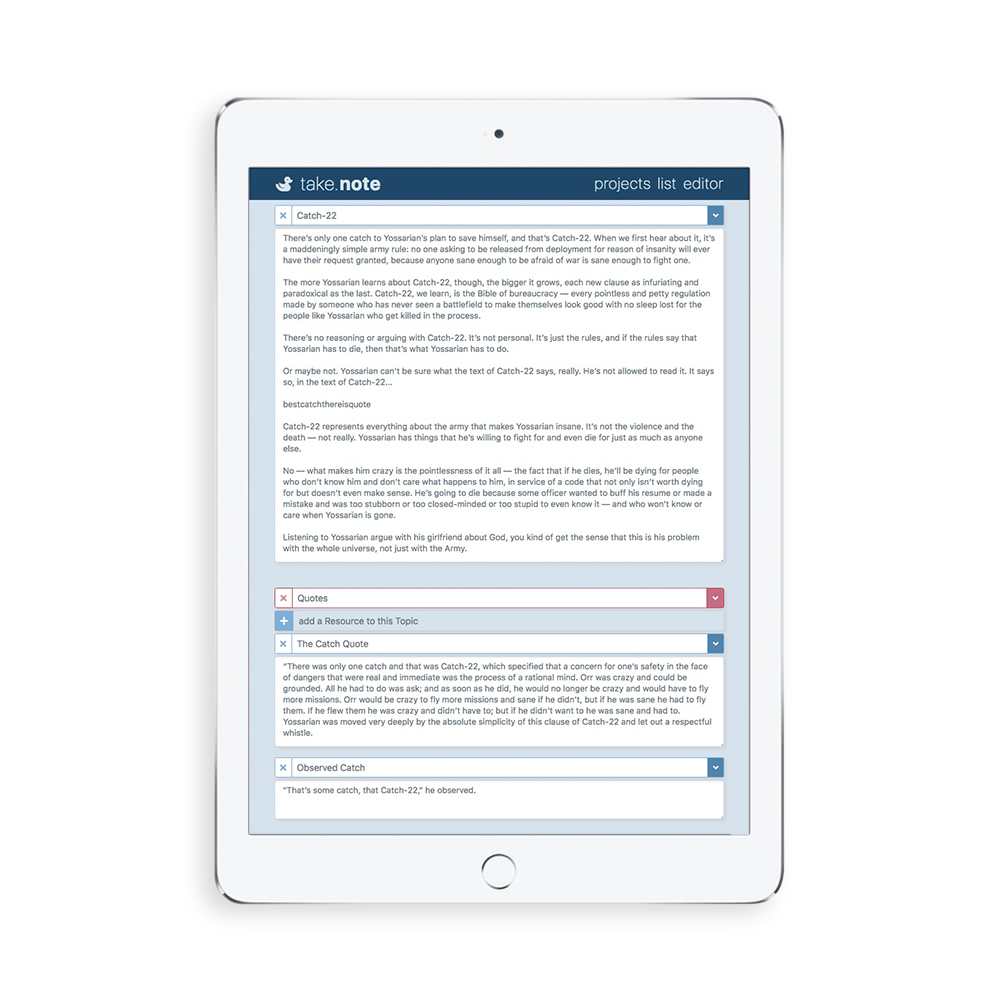 take.note
projects list editor
Catch-22
There's only one catch to Yossarian's plan to save himself, and that's Catch-22. When we first hear about it, it's
a maddeningly simple army rule: no one asking to be released from deployment for reason of insanity will ever
have their request granted, because anyone sane enough to be afraid of war is sane enough to fight one.
The more Yossarian learns about Catch-22, though, the bigger it grows, each new clause as infuriating and
paradoxical as the last. Catch-22, we learn, is the Bible of bureaucracy — every pointless and petty regulation
made by someone who has never seen a battlefield to make themselves look good with no sleep lost for the
people like Yossarian who get killed in the process.
There's no reasoning or arguing with Catch-22. It's not personal. It's just the rules, and if the rules say that
Yossarian has to die, then that's what Yossarian has to do.
Or maybe not. Yossarian can't be sure what the text of Catch-22 says, really. He's not allowed to read it. It says
so, in the text of Catch-22...
bestcatchthereisquote
Catch-22 represents everything about the army that makes Yossarian insane. It's not the violence and the
death — not really. Yossarian has things that he's willing to fight for and even die for just as much as anyone
else.
No — what makes him crazy is the pointlessness of it all — the fact that if he dies, he'll be dying for people
who don't know him and don't care what happens to him, in service of a code that not only isn't worth dying
for but doesn't even make sense. He's going to die because some officer wanted to buff his resume or made a
mistake and was too stubborn or too closed-minded or too stupid to even know it — and who won't know or
care when Yossarian is gone.
Listening to Yossarian argue with his girlfriend about God, you kind of get the sense that this is his problem
with the whole universe, not just with the Army.
Quotes
add a Resource to this Topic
The Catch Quote
"There was only one catch and that was Catch-22, which specified that a concern for one's safety in the face
of dangers that were real and immediate was the process of a rational mind. Orr was crazy and could be
grounded. All he had to do was ask; and as soon as he did, he would no longer be crazy and would have to fly
more missions. Orr would be crazy to fly more missions and sane if he didn't, but if he was sane he had to fly
them. If he flew them he was crazy and didn't have to; but if he didn't want to he was sane and had to.
Yossarian was moved very deeply by the absolute simplicity of this clause of Catch-22 and let out a respectful
whistle.
Observed Catch
"That's some catch, that Catch-22," he observed.